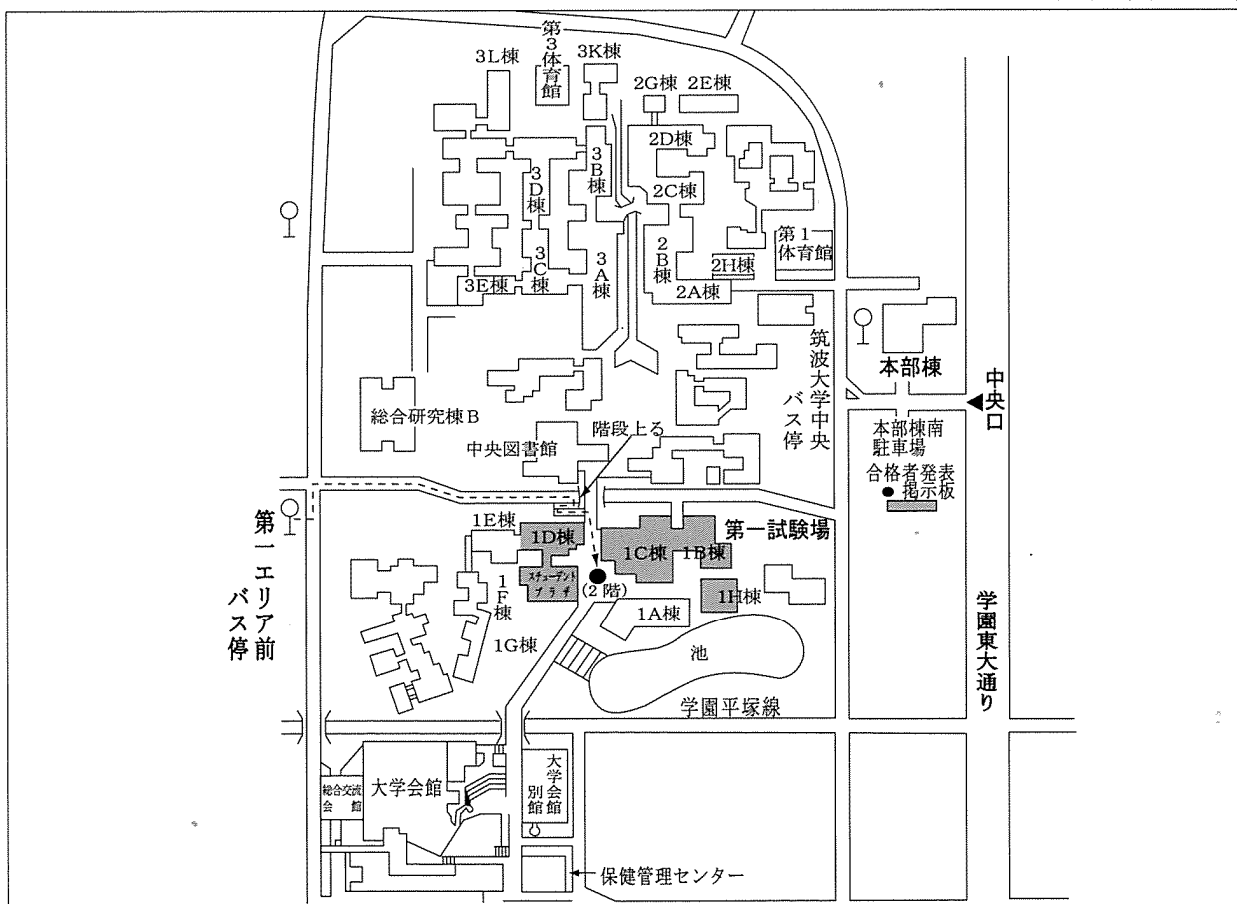 第3体育館
3K棟
3L棟
2G棟
2E棟
2D棟
3B棟
3D棟
2C棟
第1
体育館
2B棟
3A棟
3C棟
2H棟
3E棟
2A棟
筑波大学中央
バス停
本部棟
中央口
総合研究棟B
階段上る
中央図書館
本部棟南
駐車場
合格者発表
掲示板
第一エリア前
バス停
1E棟
1D棟
第一試験場
1C棟
1B棟
スチューデント
プラザ
(2階)
1F棟
1H棟
1A棟
1G棟
池
学園東大通り
学園平塚線
総合交流
会館
大学会館
大学会館
別館
保健管理センター